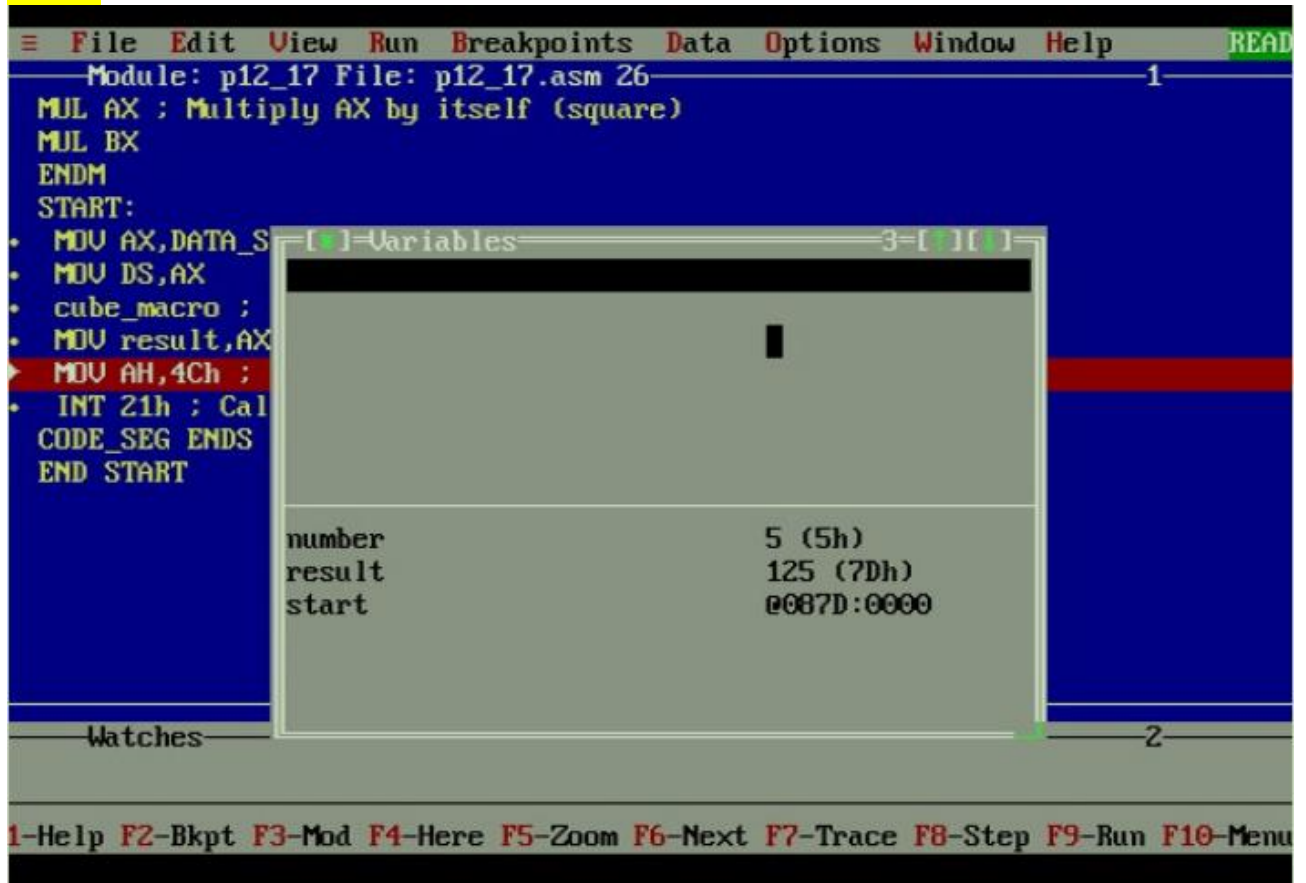 ≡ File Edit View Run Breakpoints Data Options Window Help READ
Module: p12_17 File: p12_17.asm 26 1
MUL AX ; Multiply AX by itself (square)
MUL BX
ENDM
START:
MOV AX,DATA_S
MOV DS,AX
cube_macro ;
MOV result,AX
MOV AH,4Ch ;
INT 21h ; Cal
CODE_SEG ENDS
END START
[■]=Variables 3=[↑][↓]
number 5 (5h)
result 125 (7Dh)
start @087D:0000
Watches 2
1-Help F2-Bkpt F3-Mod F4-Here F5-Zoom F6-Next F7-Trace F8-Step F9-Run F10-Menu